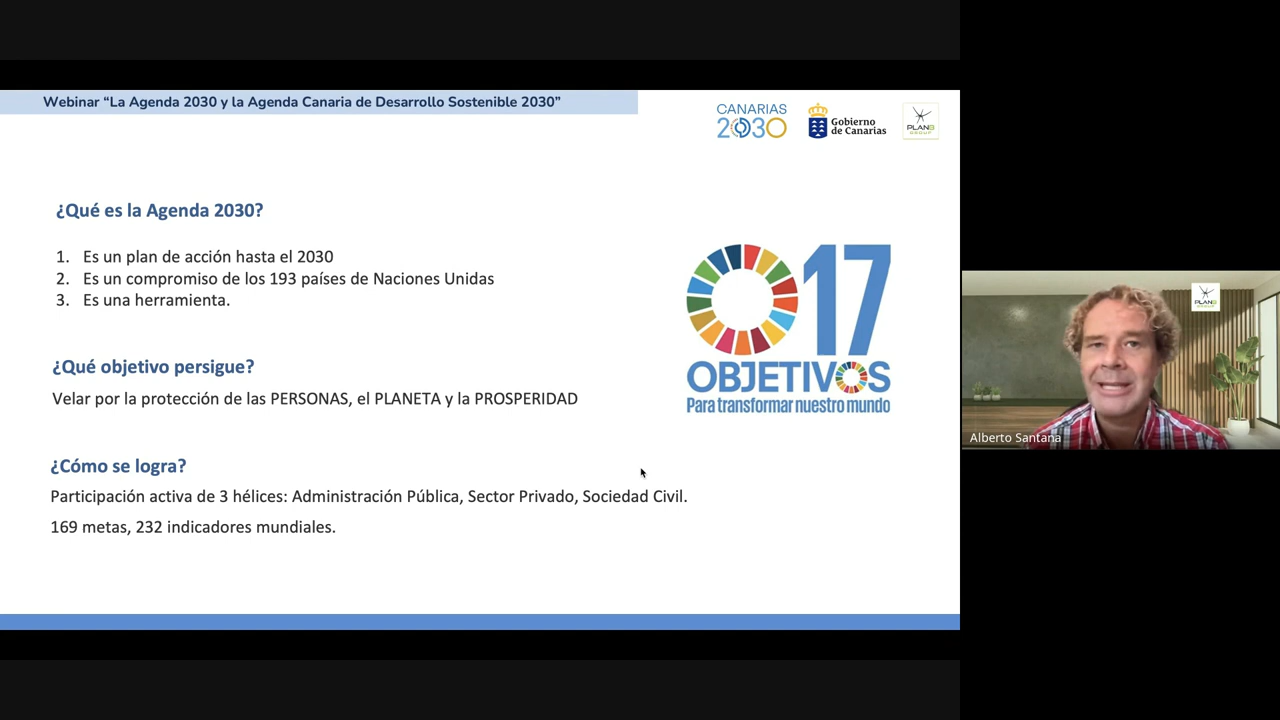 Webinar “La Agenda 2030 y la Agenda Canaria de Desarrollo Sostenible 2030”
CANARIAS
2030
Gobierno
de Canarias
PLANB
GROUP
¿Qué es la Agenda 2030?
1. Es un plan de acción hasta el 2030
2. Es un compromiso de los 193 países de Naciones Unidas
3. Es una herramienta.
17
OBJETIVOS
Para transformar nuestro mundo
¿Qué objetivo persigue?
Velar por la protección de las PERSONAS, el PLANETA y la PROSPERIDAD
¿Cómo se logra?
Participación activa de 3 hélices: Administración Pública, Sector Privado, Sociedad Civil.
169 metas, 232 indicadores mundiales.
PLANB
GROUP
Alberto Santana